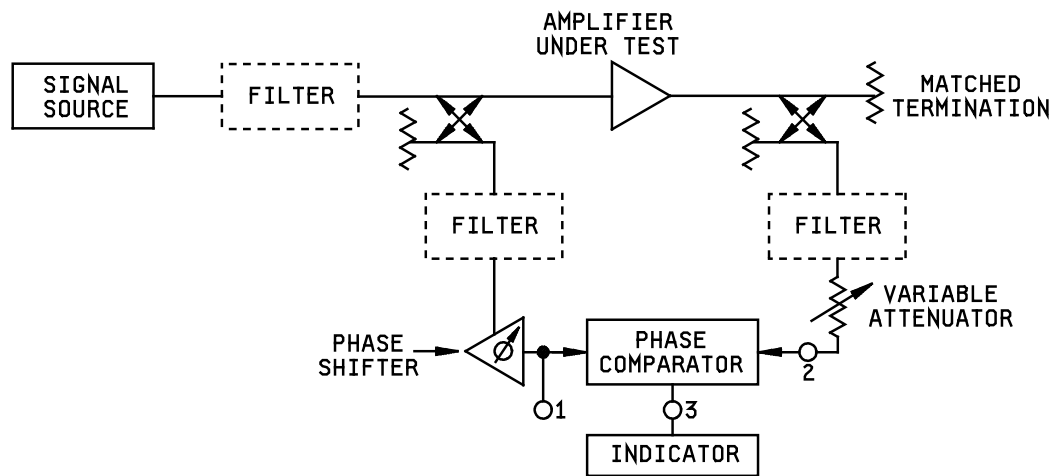 AMPLIFIER
UNDER TEST
SIGNAL
SOURCE
FILTER
MATCHED
TERMINATION
FILTER
FILTER
VARIABLE
ATTENUATOR
PHASE
SHIFTER
PHASE
COMPARATOR
1
2
3
INDICATOR